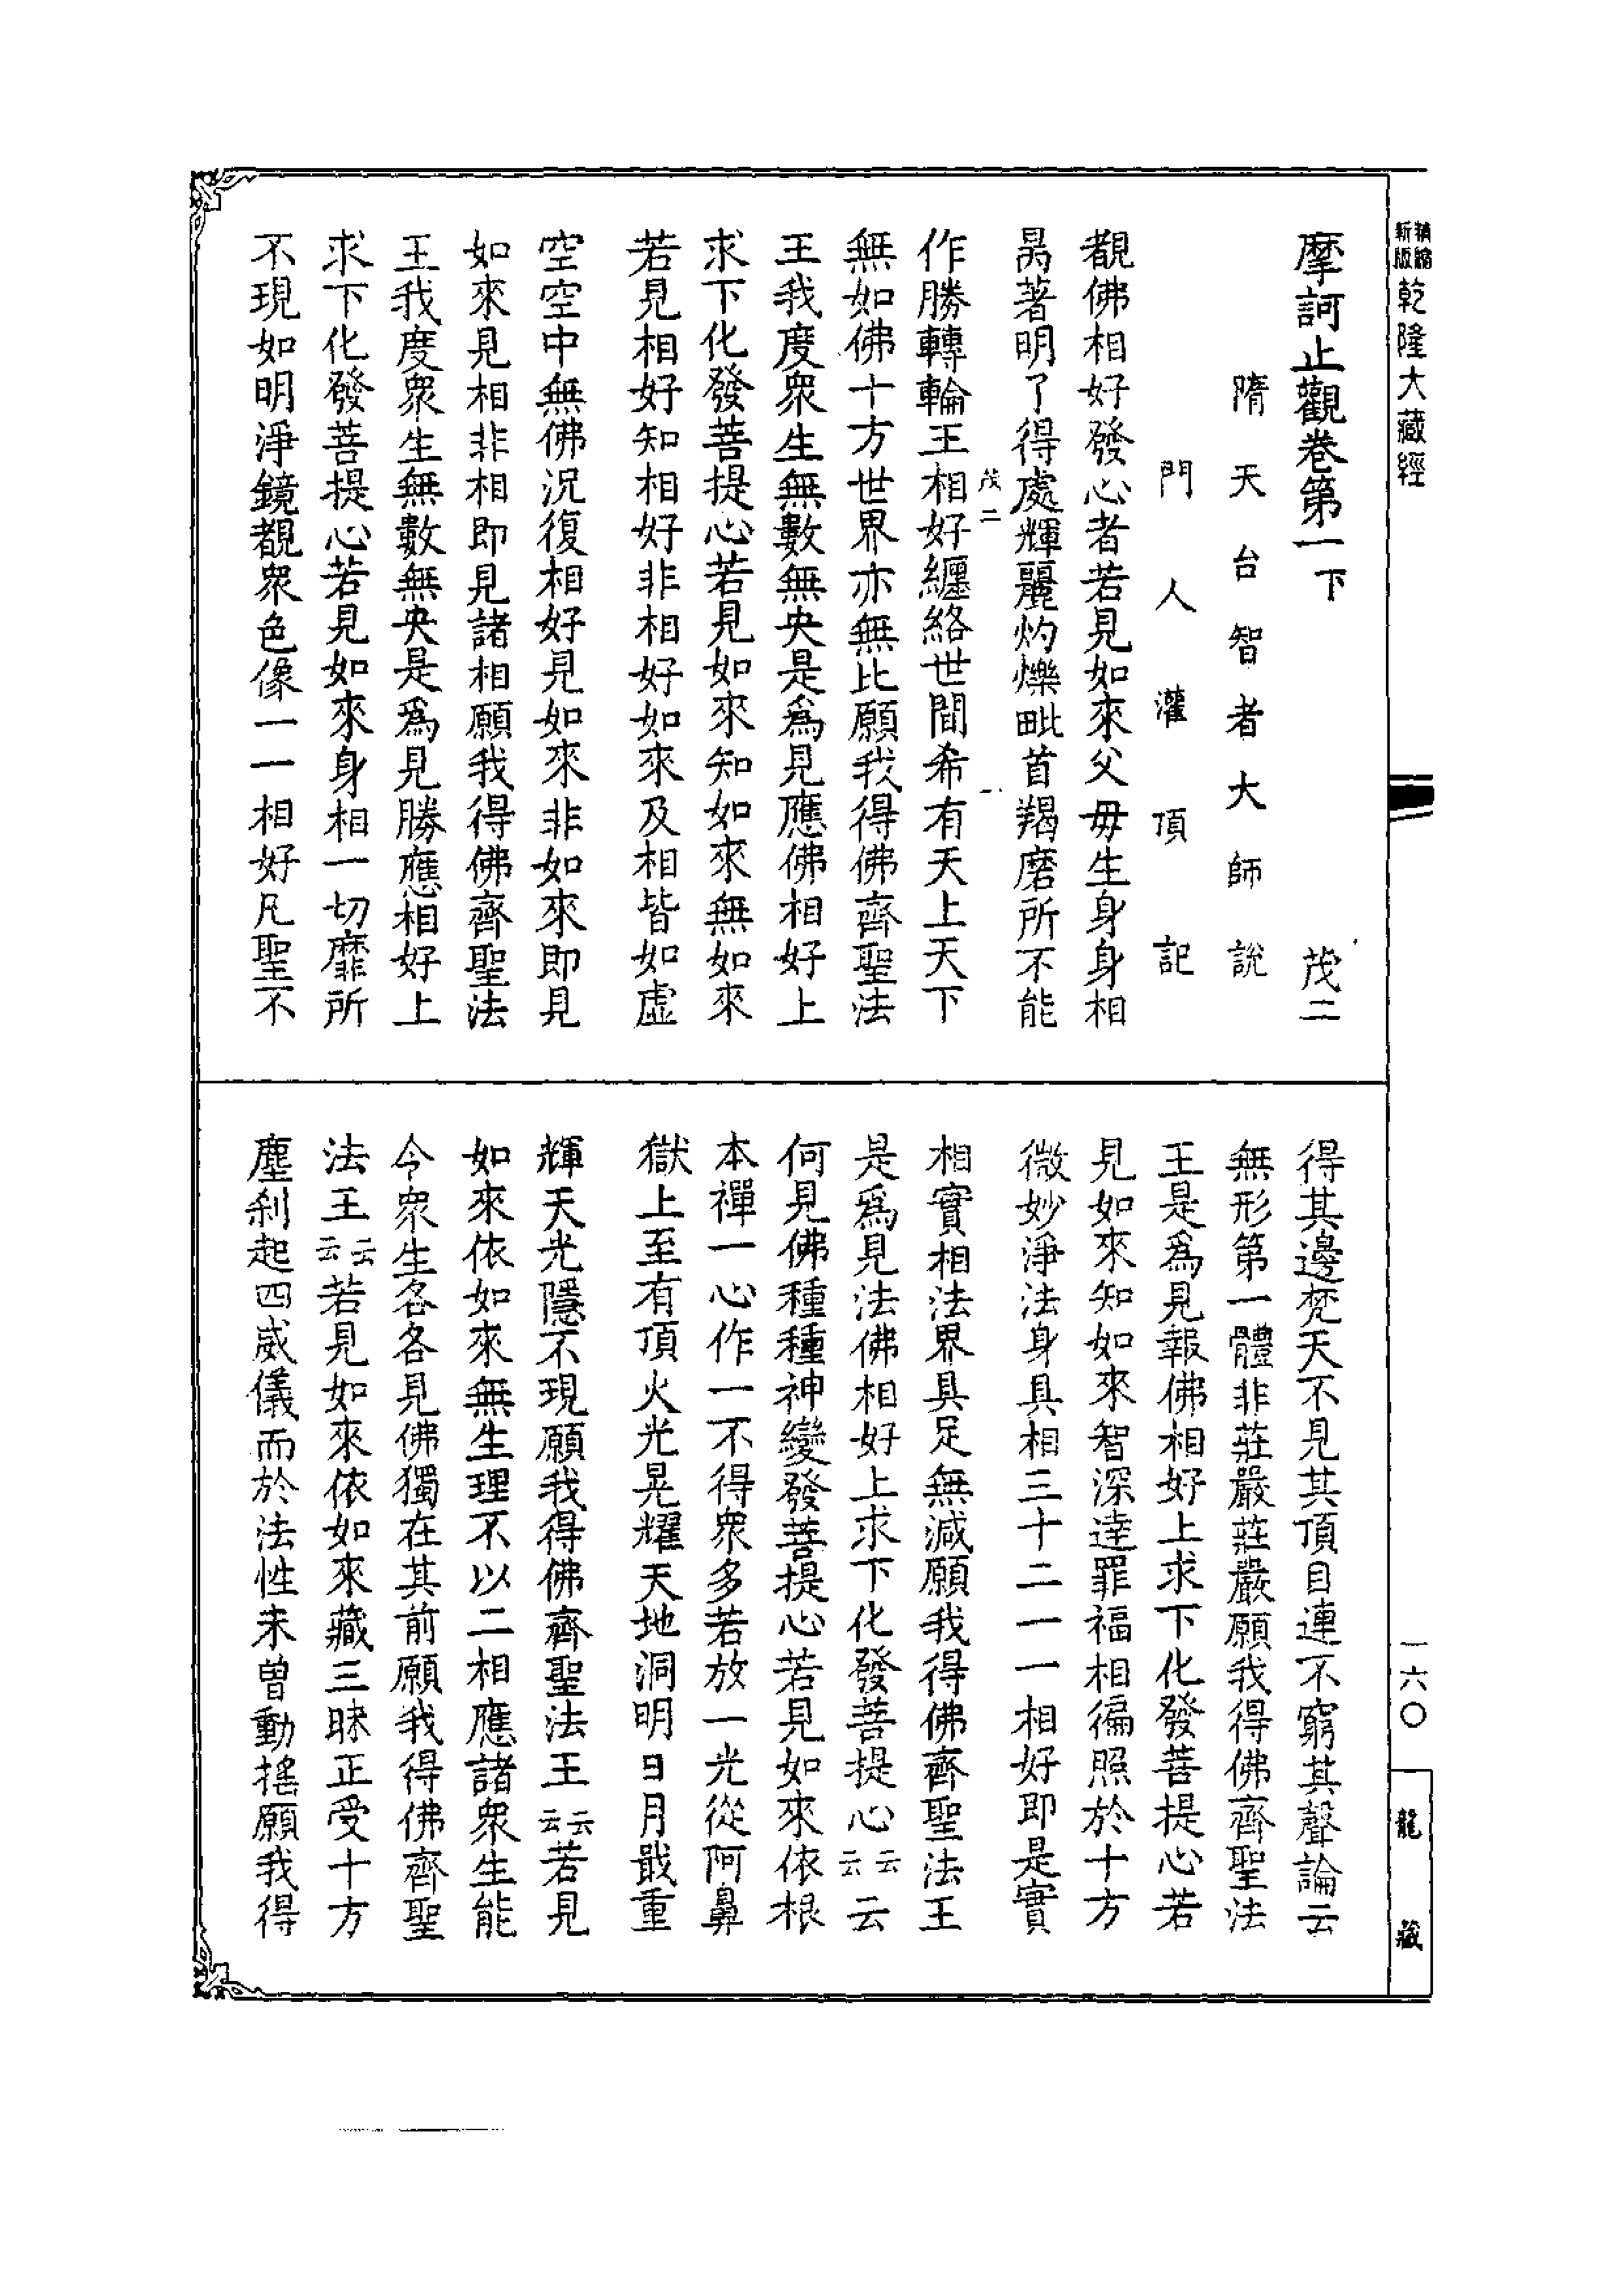 精縮
新版
乾隆大藏經
摩訶止觀卷第一下 茂二
隋天台智者大師說
門人灌頂記
覩佛相好發心者若見如來父母生身身相
昺著明了得處輝麗灼爍毗首羯磨所不能
茂二 一
作勝轉輪王相好纏絡世間希有天上天下
無如佛十方世界亦無比願我得佛齊聖法
王我度衆生無數無央是爲見應佛相好上
求下化發菩提心若見如來知如來無如來
若見相好知相好非相好如來及相皆如虛
空空中無佛況復相好見如來非如來即見
如來見相非相即見諸相願我得佛齊聖法
王我度衆生無數無央是爲見勝應相好上
求下化發菩提心若見如來身相一切靡所
不現如明淨鏡覩衆色像一一相好凡聖不
得其邊梵天不見其頂目連不窮其聲論云
無形第一體非莊嚴莊嚴願我得佛齊聖法
王是爲見報佛相好上求下化發菩提心若
見如來知如來智深達罪福相徧照於十方
微妙淨法身具相三十二一一相好即是實
相實相法界具足無減願我得佛齊聖法王
是爲見法佛相好上求下化發菩提心云云云
何見佛種種神變發菩提心若見如來依根
本禪一心作一不得衆多若放一光從阿鼻
獄上至有頂火光晃耀天地洞明日月戢重
輝天光隱不現願我得佛齊聖法王云云若見
如來依如來無生理不以二相應諸衆生能
令衆生各各見佛獨在其前願我得佛齊聖
法王云云若見如來依如來藏三昧正受十方
塵刹起四威儀而於法性未曾動搖願我得
一六〇
龍藏